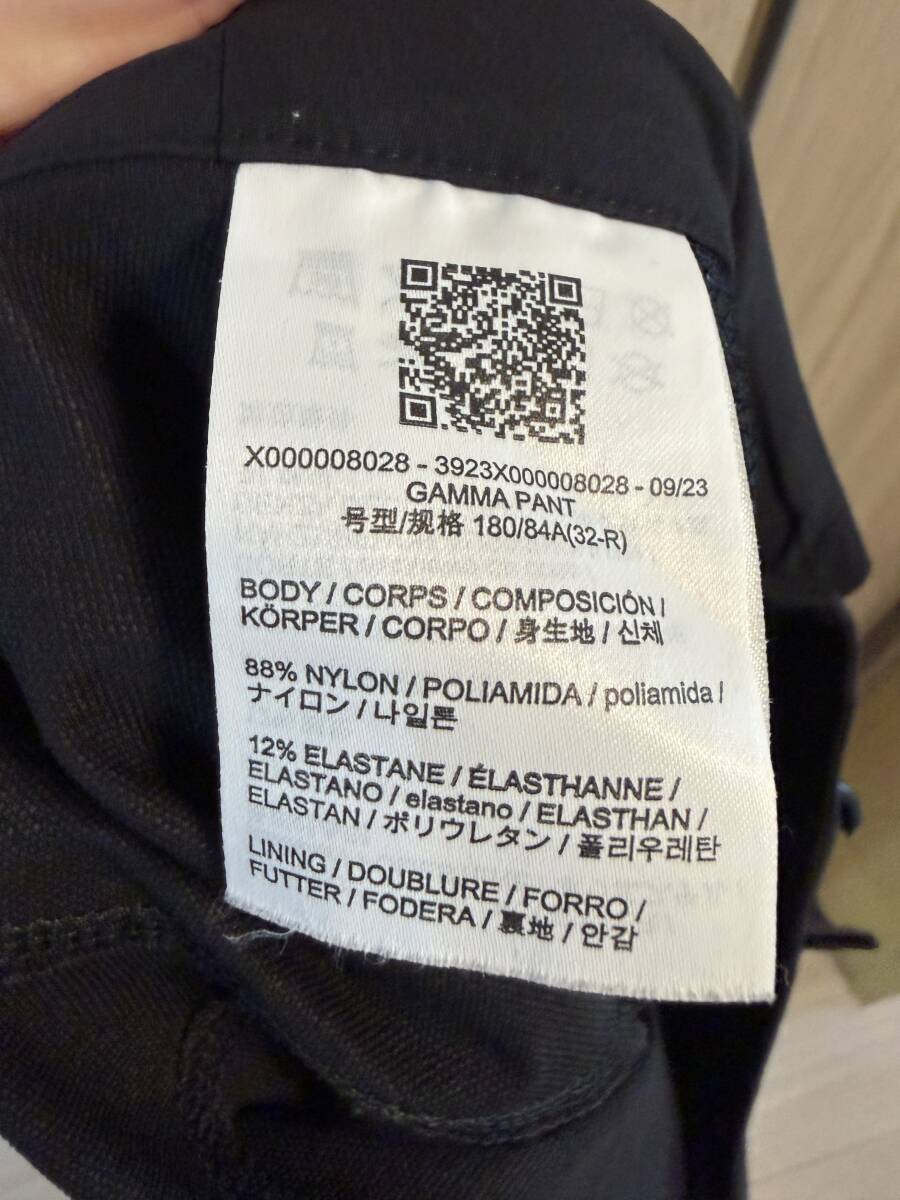 X000008028 - 3923X000008028 - 09/23
GAMMA PANT
号型/规格 180/84A(32-R)
BODY / CORPS / COMPOSICIÓN /
KÖRPER / CORPO / 身生地 / 신체
88% NYLON / POLIAMIDA / poliamida /
ナイロン / 나일론
12% ELASTANE / ÉLASTHANNE /
ELASTANO / elastano / ELASTHAN /
ELASTAN / ポリウレタン / 폴리우레탄
LINING / DOUBLURE / FORRO /
FUTTER / FODERA / 裏地 / 안감